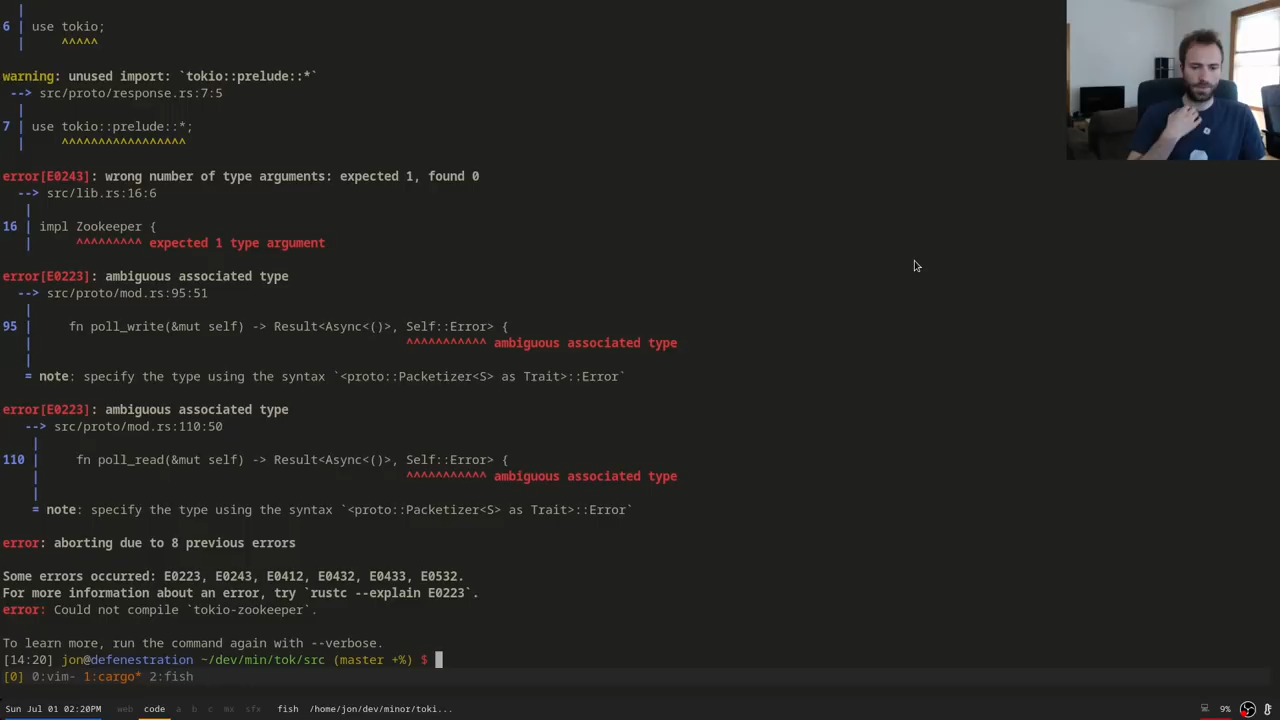 |
6 | use tokio;
| ^^^^^
warning: unused import: `tokio::prelude::*`
--> src/proto/response.rs:7:5
|
7 | use tokio::prelude::*;
| ^^^^^^^^^^^^^^^^^
error[E0243]: wrong number of type arguments: expected 1, found 0
--> src/lib.rs:16:6
|
16 | impl Zookeeper {
| ^^^^^^^^^ expected 1 type argument
error[E0223]: ambiguous associated type
--> src/proto/mod.rs:95:51
|
95 | fn poll_write(&mut self) -> Result<Async<()>, Self::Error> {
| ^^^^^^^^^^^ ambiguous associated type
|
= note: specify the type using the syntax `<proto::Packetizer<S> as Trait>::Error`
error[E0223]: ambiguous associated type
--> src/proto/mod.rs:110:50
|
110 | fn poll_read(&mut self) -> Result<Async<()>, Self::Error> {
| ^^^^^^^^^^^ ambiguous associated type
|
= note: specify the type using the syntax `<proto::Packetizer<S> as Trait>::Error`
error: aborting due to 8 previous errors
Some errors occurred: E0223, E0243, E0412, E0432, E0433, E0532.
For more information about an error, try `rustc --explain E0223`.
error: Could not compile `tokio-zookeeper`.
To learn more, run the command again with --verbose.
[14:20] jon@defenestration ~/dev/min/tok/src (master +%) $
[0] 0:vim- 1:cargo* 2:fish
Sun Jul 01 02:20PM web code a b c mx sfx fish /home/jon/dev/minor/toki... 9%